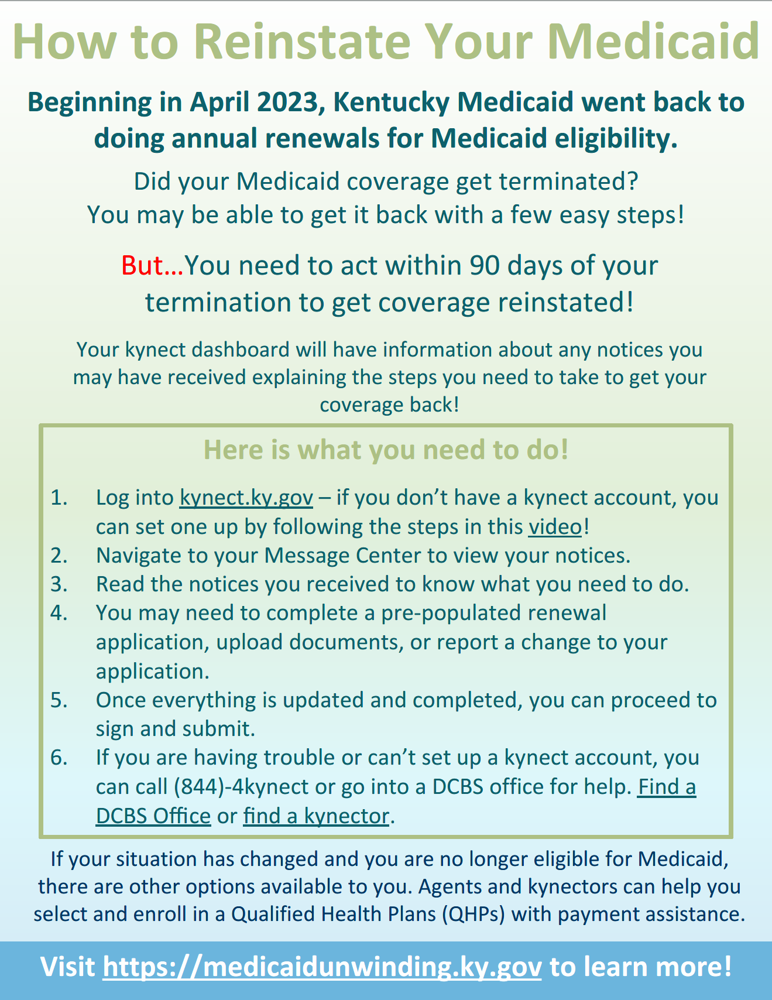 How to Reinstate Your Medicaid
Beginning in April 2023, Kentucky Medicaid went back to
doing annual renewals for Medicaid eligibility.
Did your Medicaid coverage get terminated?
You may be able to get it back with a few easy steps!
But...You need to act within 90 days of your
termination to get coverage reinstated!
Your kynect dashboard will have information about any notices you
may have received explaining the steps you need to take to get your
coverage back!
Here is what you need to do!
1. Log into kynect.ky.gov – if you don’t have a kynect account, you
can set one up by following the steps in this video!
2. Navigate to your Message Center to view your notices.
3. Read the notices you received to know what you need to do.
4. You may need to complete a pre-populated renewal
application, upload documents, or report a change to your
application.
5. Once everything is updated and completed, you can proceed to
sign and submit.
6. If you are having trouble or can’t set up a kynect account, you
can call (844)-4kynect or go into a DCBS office for help. Find a
DCBS Office or find a kynector.
If your situation has changed and you are no longer eligible for Medicaid,
there are other options available to you. Agents and kynectors can help you
select and enroll in a Qualified Health Plans (QHPs) with payment assistance.
Visit https://medicaidunwinding.ky.gov to learn more!